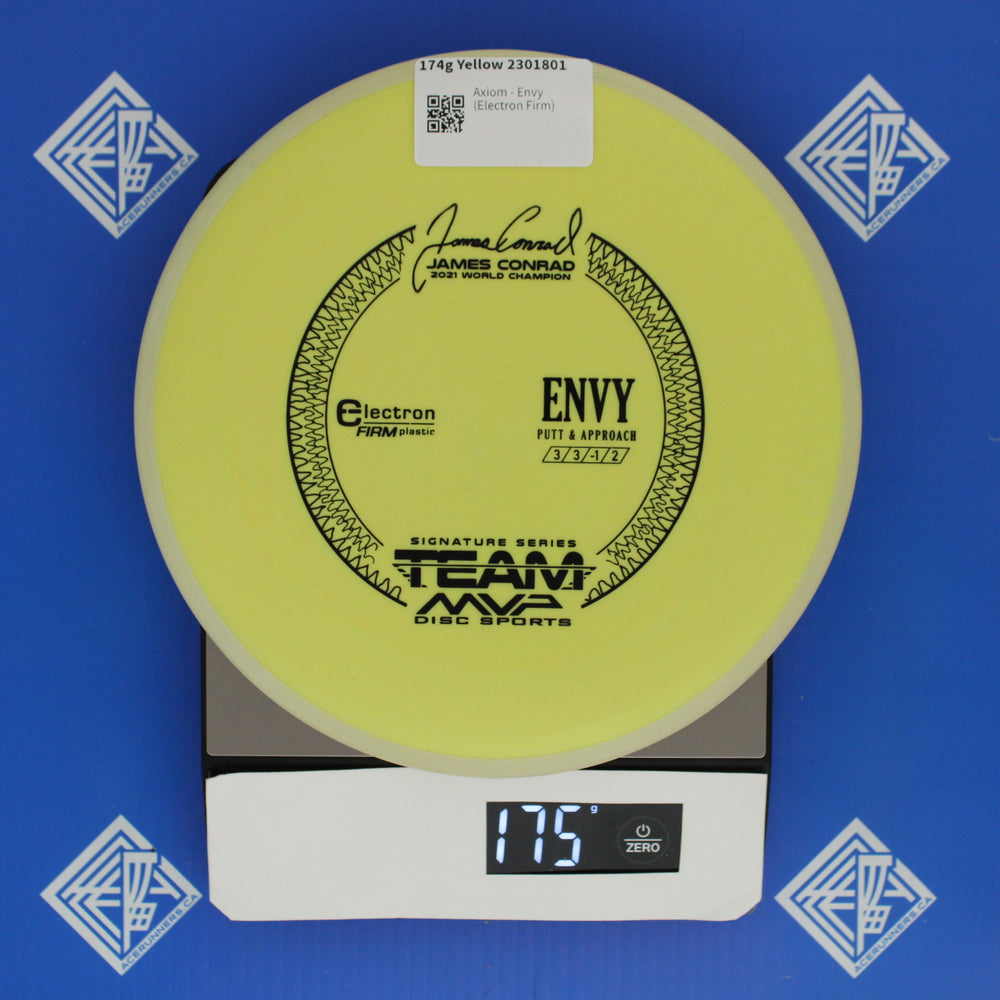 174g Yellow 2301801
Axiom - Envy
(Electron Firm)
James Conrad
JAMES CONRAD
2021 WORLD CHAMPION
Electron
FIRM plastic
ENVY
PUTT & APPROACH
3/3/-1/2
SIGNATURE SERIES
TEAM
MVP
DISC SPORTS
175 g
ZERO
ACERUNNERS.CA
ACERUNNERS.CA
ACERUNNERS.CA
ACERUNNERS.CA